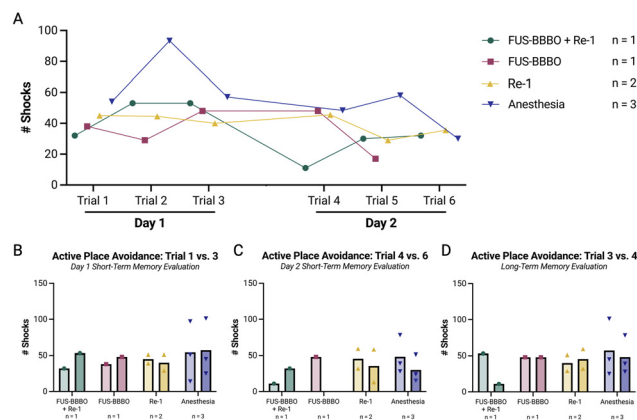 A
100
80
60
40
20
0
# Shocks
Trial 1
Trial 2
Trial 3
Trial 4
Trial 5
Trial 6
Day 1
Day 2
FUS-BBBO + Re-1 n = 1
FUS-BBBO n = 1
Re-1 n = 2
Anesthesia n = 3
B
Active Place Avoidance: Trial 1 vs. 3
Day 1 Short-Term Memory Evaluation
150
100
50
0
# Shocks
FUS-BBBO
+ Re-1
n = 1
FUS-BBBO
n = 1
Re-1
n = 2
Anesthesia
n = 3
C
Active Place Avoidance: Trial 4 vs. 6
Day 2 Short-Term Memory Evaluation
150
100
50
0
# Shocks
FUS-BBBO
+ Re-1
n = 1
FUS-BBBO
n = 1
Re-1
n = 2
Anesthesia
n = 3
D
Active Place Avoidance: Trial 3 vs. 4
Long-Term Memory Evaluation
150
100
50
0
# Shocks
FUS-BBBO
+ Re-1
n = 1
FUS-BBBO
n = 1
Re-1
n = 2
Anesthesia
n = 3